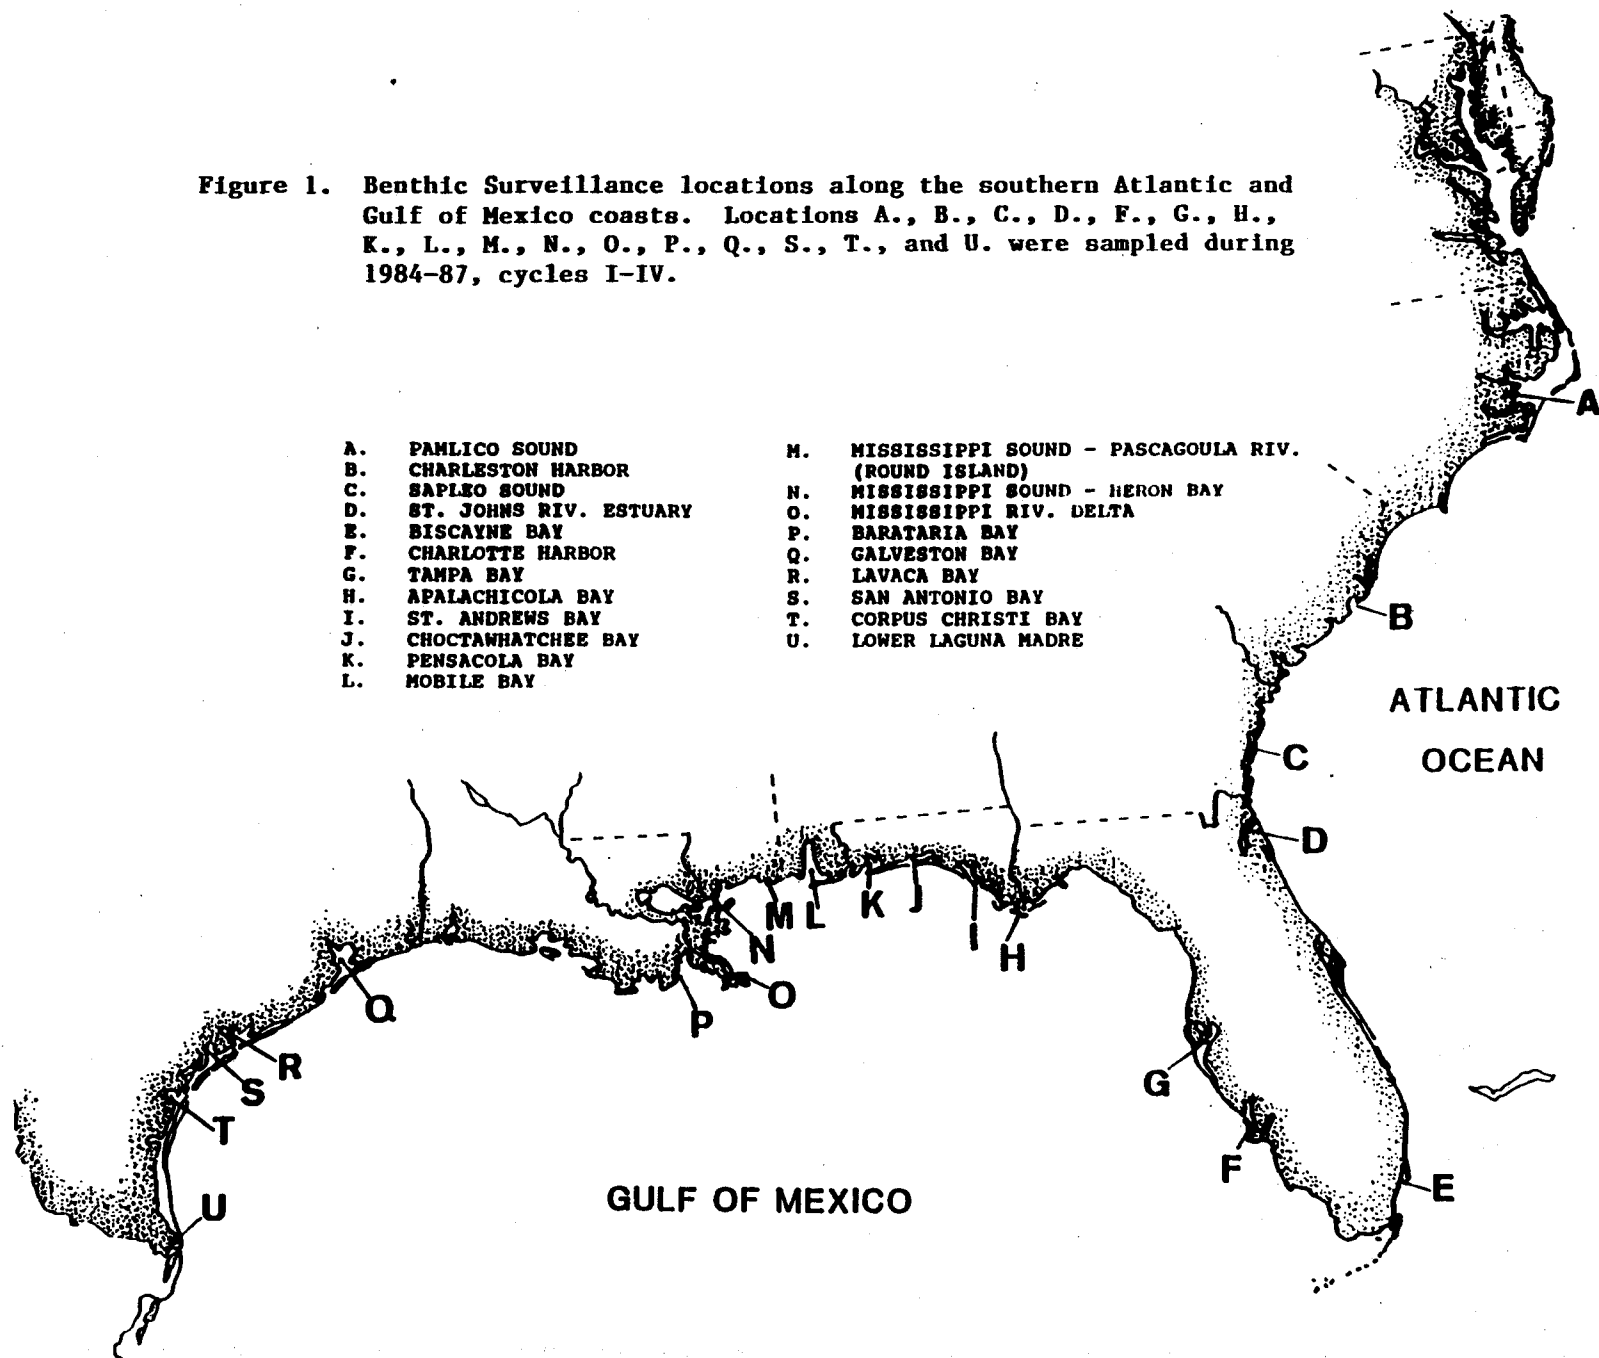 Figure 1. Benthic Surveillance locations along the southern Atlantic and
Gulf of Mexico coasts. Locations A., B., C., D., F., G., H.,
K., L., M., N., O., P., Q., S., T., and U. were sampled during
1984-87, cycles I-IV.
A. PAMLICO SOUND
B. CHARLESTON HARBOR
C. SAPLEO SOUND
D. ST. JOHNS RIV. ESTUARY
E. BISCAYNE BAY
F. CHARLOTTE HARBOR
G. TAMPA BAY
H. APALACHICOLA BAY
I. ST. ANDREWS BAY
J. CHOCTAWHATCHEE BAY
K. PENSACOLA BAY
L. MOBILE BAY
M. MISSISSIPPI SOUND - PASCAGOULA RIV.
(ROUND ISLAND)
N. MISSISSIPPI SOUND - HERON BAY
O. MISSISSIPPI RIV. DELTA
P. BARATARIA BAY
Q. GALVESTON BAY
R. LAVACA BAY
S. SAN ANTONIO BAY
T. CORPUS CHRISTI BAY
U. LOWER LAGUNA MADRE
A
B
ATLANTIC
OCEAN
C
D
K
J
M
L
I
H
N
O
P
Q
R
S
T
U
G
F
E
GULF OF MEXICO